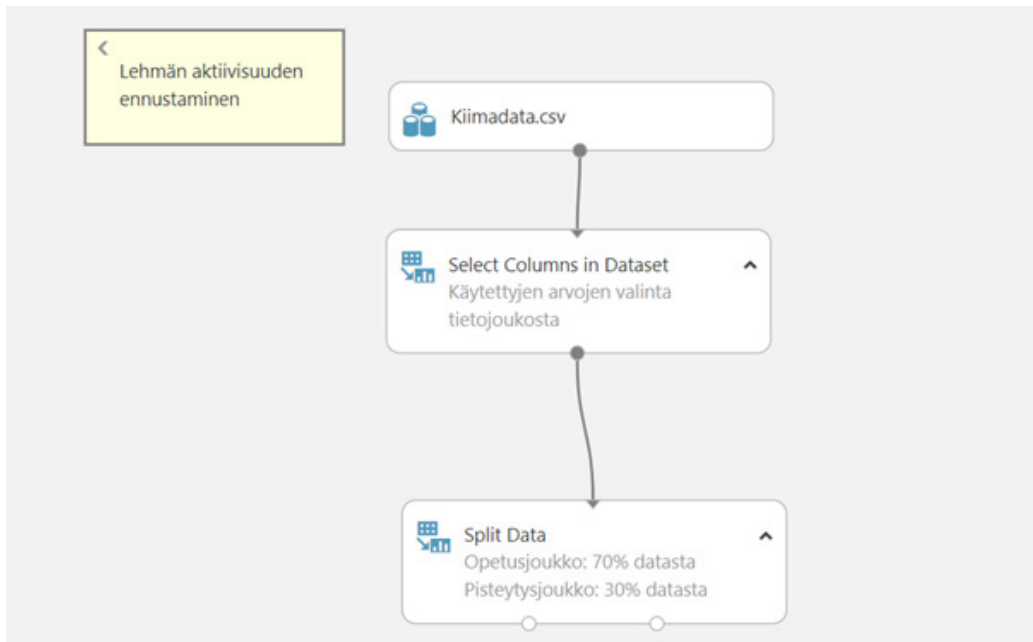 Lehmän aktiivisuuden
ennustaminen
Kiimadata.csv
Select Columns in Dataset
Käytettyjen arvojen valinta
tietojoukosta
Split Data
Opetusjoukko: 70% datasta
Pisteytysjoukko: 30% datasta